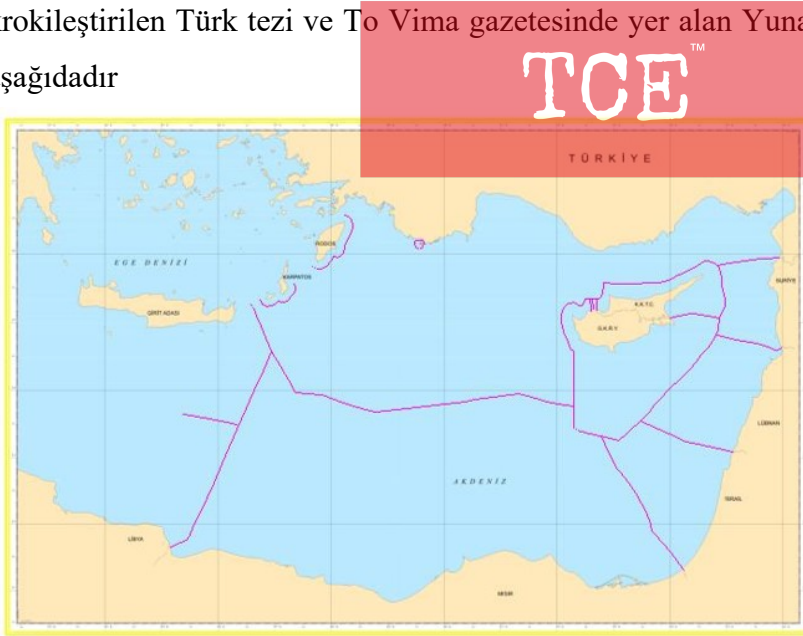 rokileştirilen Türk tezi ve To Vima gazetesinde yer alan Yuna
şağıdadır
TCE™
TÜRKİYE
RODOS
EGE DENİZİ
KARPATOS
SURİYE
GİRİT ADASI
K.K.T.C.
G.K.R.Y.
LÜBNAN
AKDENİZ
İSRAİL
LİBYA
MISIR